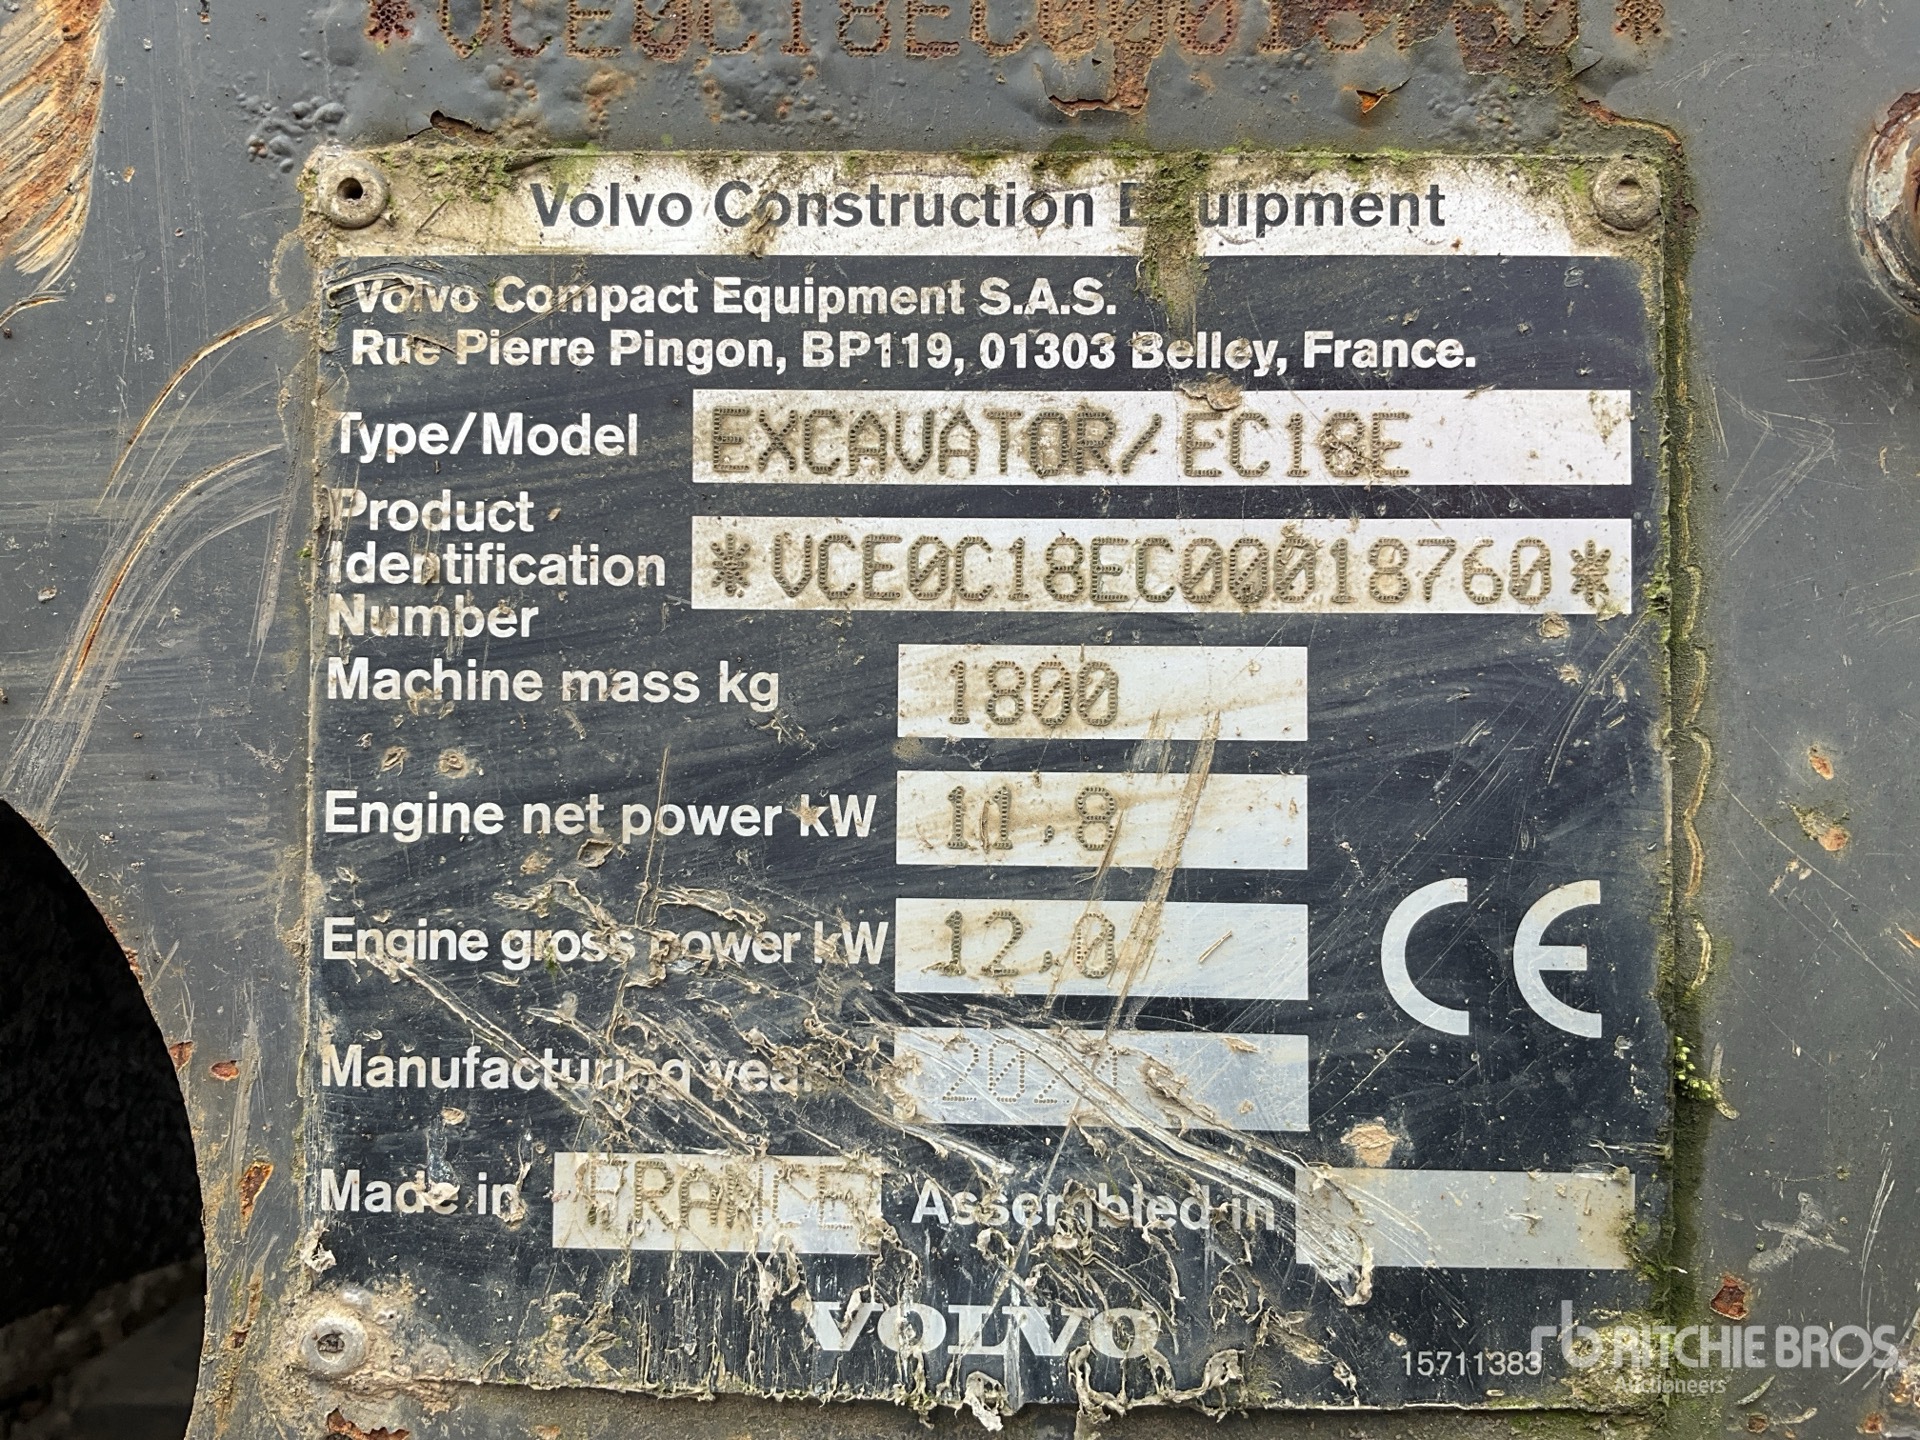 *VCE0C18EC00018760*
Volvo Construction Equipment
Volvo Compact Equipment S.A.S.
Rue Pierre Pingon, BP119, 01303 Belley, France.
Type/Model EXCAVATOR/EC18E
Product Identification Number *VCE0C18EC00018760*
Machine mass kg 1800
Engine net power kW 11,8
Engine gross power kW 12,0
Manufacturing year
Made in FRANCE Assembled in
CE
VOLVO
15711383
rb RITCHIE BROS.
Auctioneers